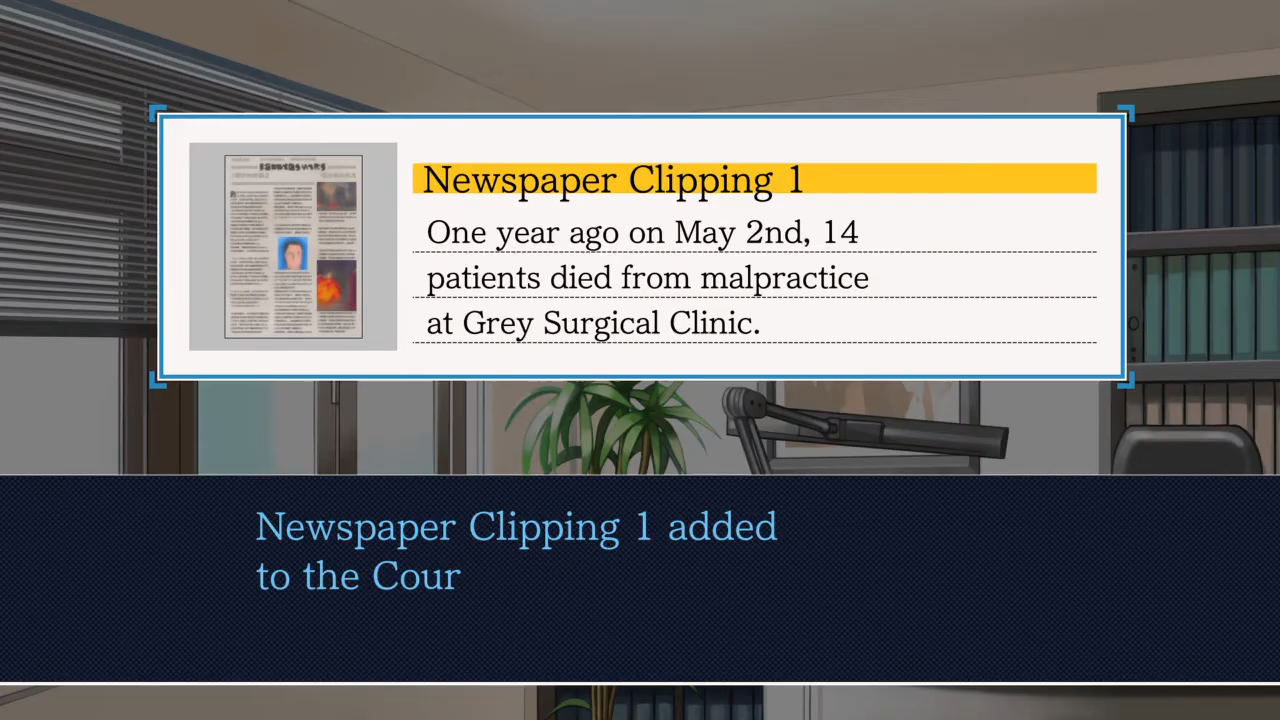 Newspaper Clipping 1
One year ago on May 2nd, 14
patients died from malpractice
at Grey Surgical Clinic.
Newspaper Clipping 1 added
to the Cour